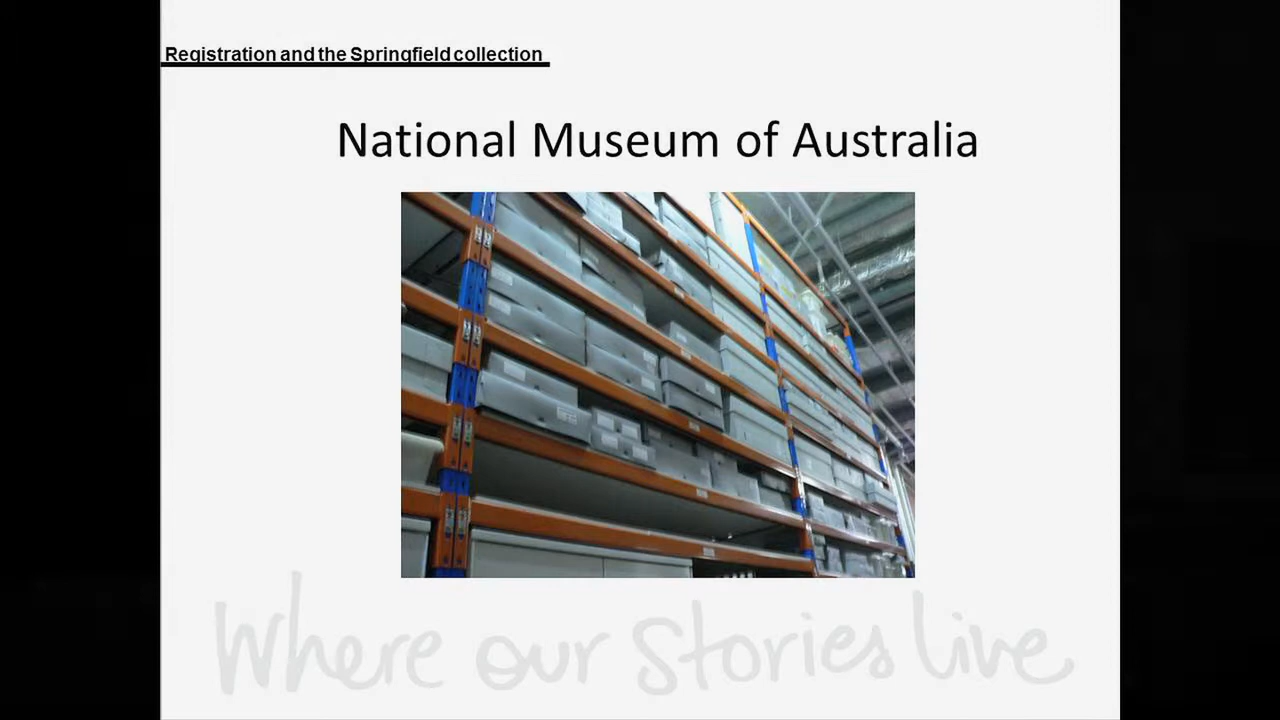 Registration and the Springfield collection
National Museum of Australia
Where our Stories live